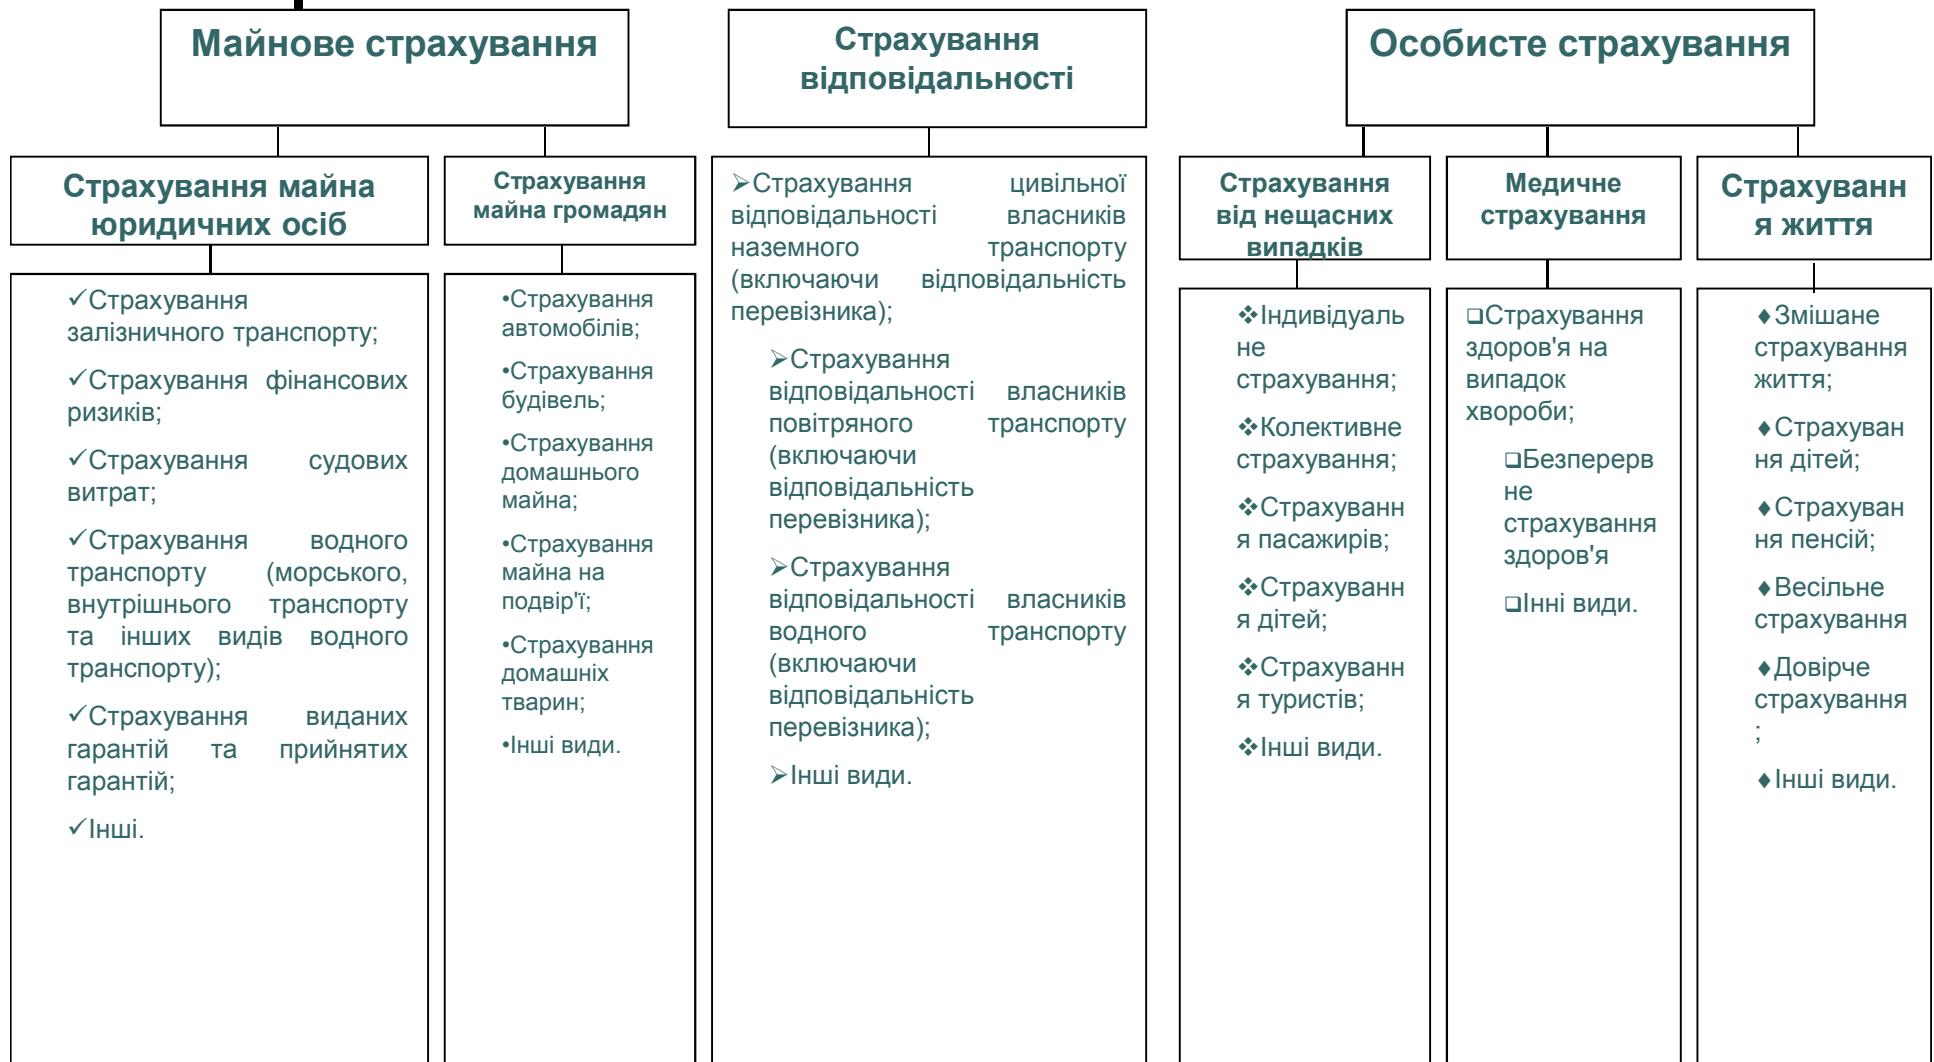 Майнове страхування
Страхування майна
юридичних осіб
✓Страхування
залізничного транспорту;
✓Страхування фінансових
ризиків;
✓Страхування судових
витрат;
✓Страхування водного
транспорту (морського,
внутрішнього транспорту
та інших видів водного
транспорту);
✓Страхування виданих
гарантій та прийнятих
гарантій;
✓Інші.
Страхування
майна громадян
•Страхування
автомобілів;
•Страхування
будівель;
•Страхування
домашнього
майна;
•Страхування
майна на
подвір'ї;
•Страхування
домашніх
тварин;
•Інші види.
Страхування
відповідальності
➢Страхування цивільної
відповідальності власників
наземного транспорту
(включаючи відповідальність
перевізника);
➢Страхування
відповідальності власників
повітряного транспорту
(включаючи
відповідальність
перевізника);
➢Страхування
відповідальності власників
водного транспорту
(включаючи
відповідальність
перевізника);
➢Інші види.
Особисте страхування
Страхування
від нещасних
випадків
❖Індивідуаль
не
страхування;
❖Колективне
страхування;
❖Страхуванн
я пасажирів;
❖Страхуванн
я дітей;
❖Страхуванн
я туристів;
❖Інші види.
Медичне
страхування
❑Страхування
здоров'я на
випадок
хвороби;
❑Безперерв
не
страхування
здоров'я
❑Інні види.
Страхуванн
я життя
♦Змішане
страхування
життя;
♦Страхуван
ня дітей;
♦Страхуван
ня пенсій;
♦Весільне
страхування
♦Довірче
страхування
;
♦Інші види.